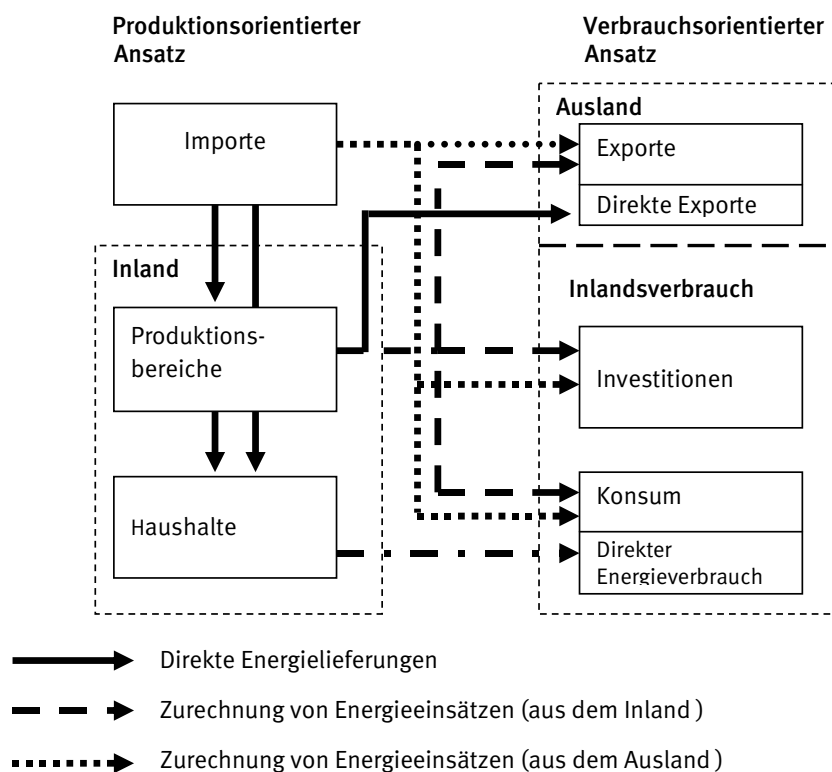 Produktionsorientierter
Ansatz
Verbrauchsorientierter
Ansatz
Ausland
Importe
Exporte
Direkte Exporte
Inland
Inlandsverbrauch
Produktions-
bereiche
Investitionen
Haushalte
Konsum
Direkter
Energieverbrauch
Direkte Energielieferungen
Zurechnung von Energieeinsätzen (aus dem Inland )
Zurechnung von Energieeinsätzen (aus dem Ausland )